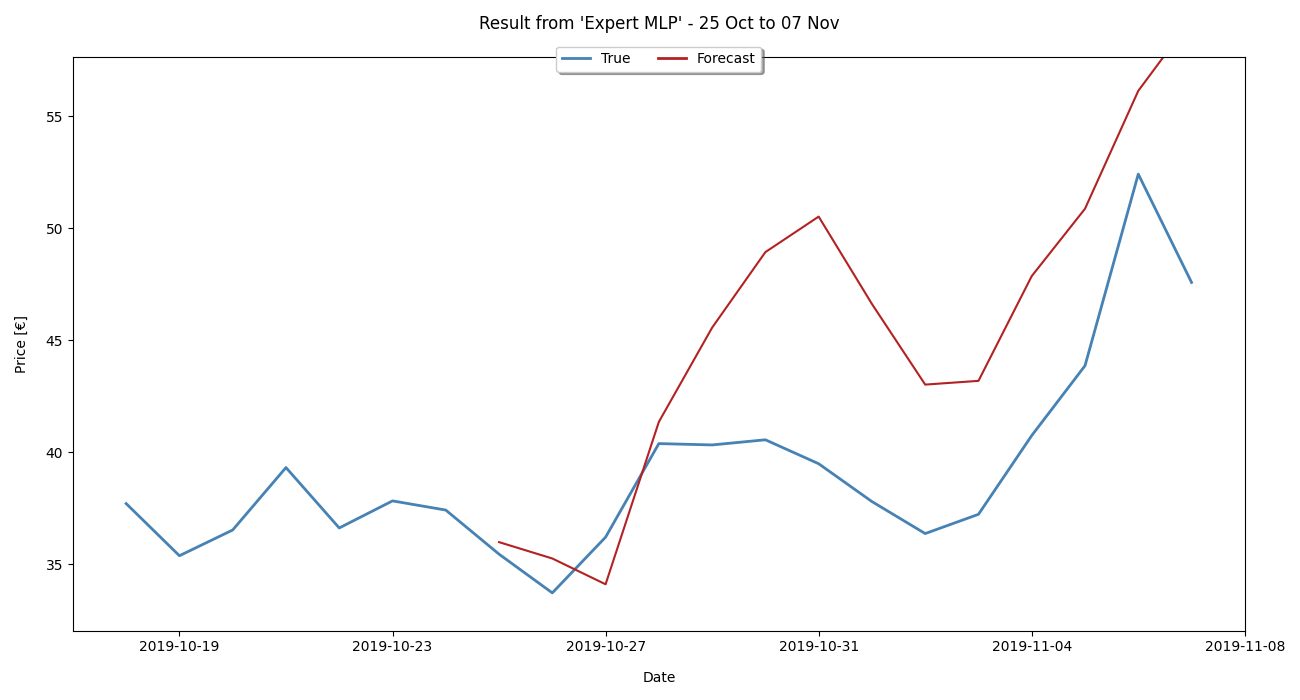 Result from 'Expert MLP' - 25 Oct to 07 Nov
True Forecast
55
50
45
40
35
Price [€]
2019-10-19 2019-10-23 2019-10-27 2019-10-31 2019-11-04 2019-11-08
Date